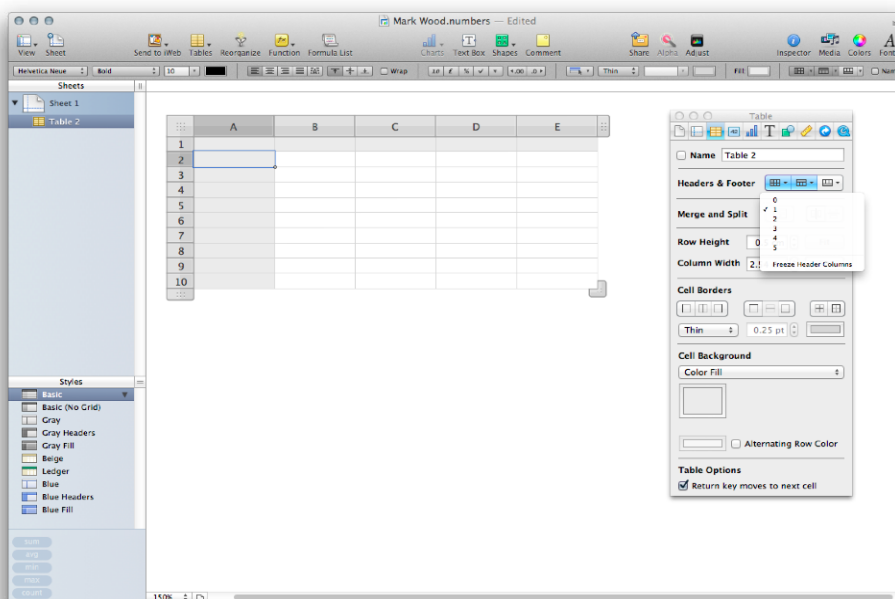 Mark Wood.numbers — Edited
View Sheet Send to iWeb Tables Reorganize Function Formula List Charts Text Box Shapes Comment Share Alpha Adjust Inspector Media Colors
Helvetica Neue Bold 10 Wrap Thin Fill
Sheets
Sheet 1
Table 2
A B C D E
1
2
3
4
5
6
7
8
9
10
Table
Name Table 2
Headers & Footer
0
1
2
3
4
5
Freeze Header Columns
Merge and Split
Row Height
Column Width
Cell Borders
Thin 0.25 pt
Cell Background
Color Fill
Alternating Row Color
Table Options
Return key moves to next cell
Styles
Basic
Basic (No Grid)
Gray
Gray Headers
Gray Fill
Beige
Ledger
Blue
Blue Headers
Blue Fill
sum
avg
min
max
count
150%